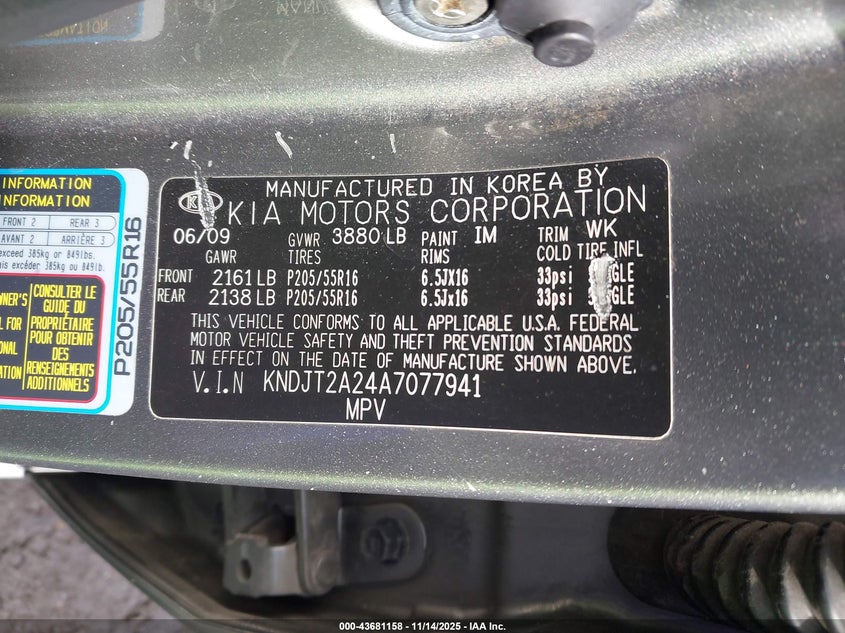 MANUFACTURED IN KOREA BY
KIA MOTORS CORPORATION
06/09 GVWR 3880 LB PAINT IM TRIM WK
GAWR TIRES RIMS COLD TIRE INFL
FRONT 2161 LB P205/55R16 6.5JX16 33psi
REAR 2138 LB P205/55R16 6.5Jx16 33psi
THIS VEHICLE CONFORMS TO ALL APPLICABLE U.S.A. FEDERAL
MOTOR VEHICLE SAFETY AND THEFT PREVENTION STANDARDS
IN EFFECT ON THE DATE OF MANUFACTURE SHOWN ABOVE.
V.I.N KNDJT2A24A7077941
MPV
INFORMATION
INFORMATION
FRONT 2 REAR 3
AVANT 2 ARRIÈRE 3
exceed 385kg or 849lb.
excéder 385kg ou 849lb.
CONSULTER LE
GUIDE DU
PROPRIÉTAIRE
POUR OBTENIR
DES
RENSEIGNEMENTS
ADDITIONNELS
P205/55R16
000-43681158 - 11/14/2025 - IAA Inc.